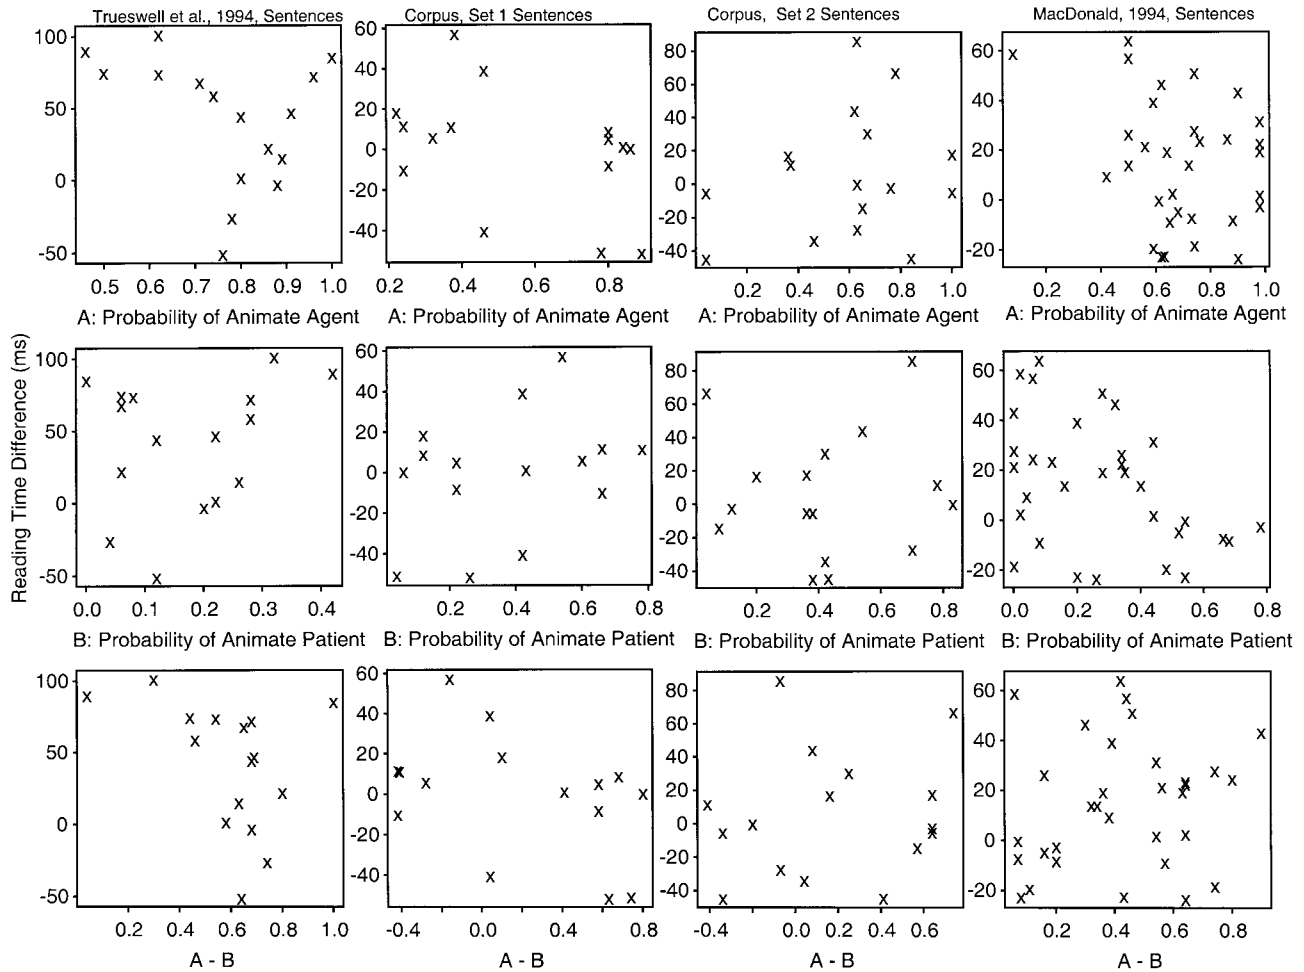 Trueswell et al., 1994, Sentences
Corpus, Set 1 Sentences
Corpus, Set 2 Sentences
MacDonald, 1994, Sentences
100
50
0
-50
60
40
20
0
-20
-40
80
60
40
20
0
-20
-40
60
40
20
0
-20
0.5 0.6 0.7 0.8 0.9 1.0
0.2 0.4 0.6 0.8
0.2 0.4 0.6 0.8 1.0
0.2 0.4 0.6 0.8 1.0
A: Probability of Animate Agent
A: Probability of Animate Agent
A: Probability of Animate Agent
A: Probability of Animate Agent
Reading Time Difference (ms)
100
50
0
-50
60
40
20
0
-20
-40
80
60
40
20
0
-20
-40
60
40
20
0
-20
0.0 0.1 0.2 0.3 0.4
0.2 0.4 0.6 0.8
0.2 0.4 0.6 0.8
0.0 0.2 0.4 0.6 0.8
B: Probability of Animate Patient
B: Probability of Animate Patient
B: Probability of Animate Patient
B: Probability of Animate Patient
100
50
0
-50
60
40
20
0
-20
-40
80
60
40
20
0
-20
-40
60
40
20
0
-20
0.2 0.4 0.6 0.8 1.0
-0.4 0.0 0.4 0.8
-0.4 0.0 0.2 0.4 0.6
0.2 0.4 0.6 0.8
A - B
A - B
A - B
A - B